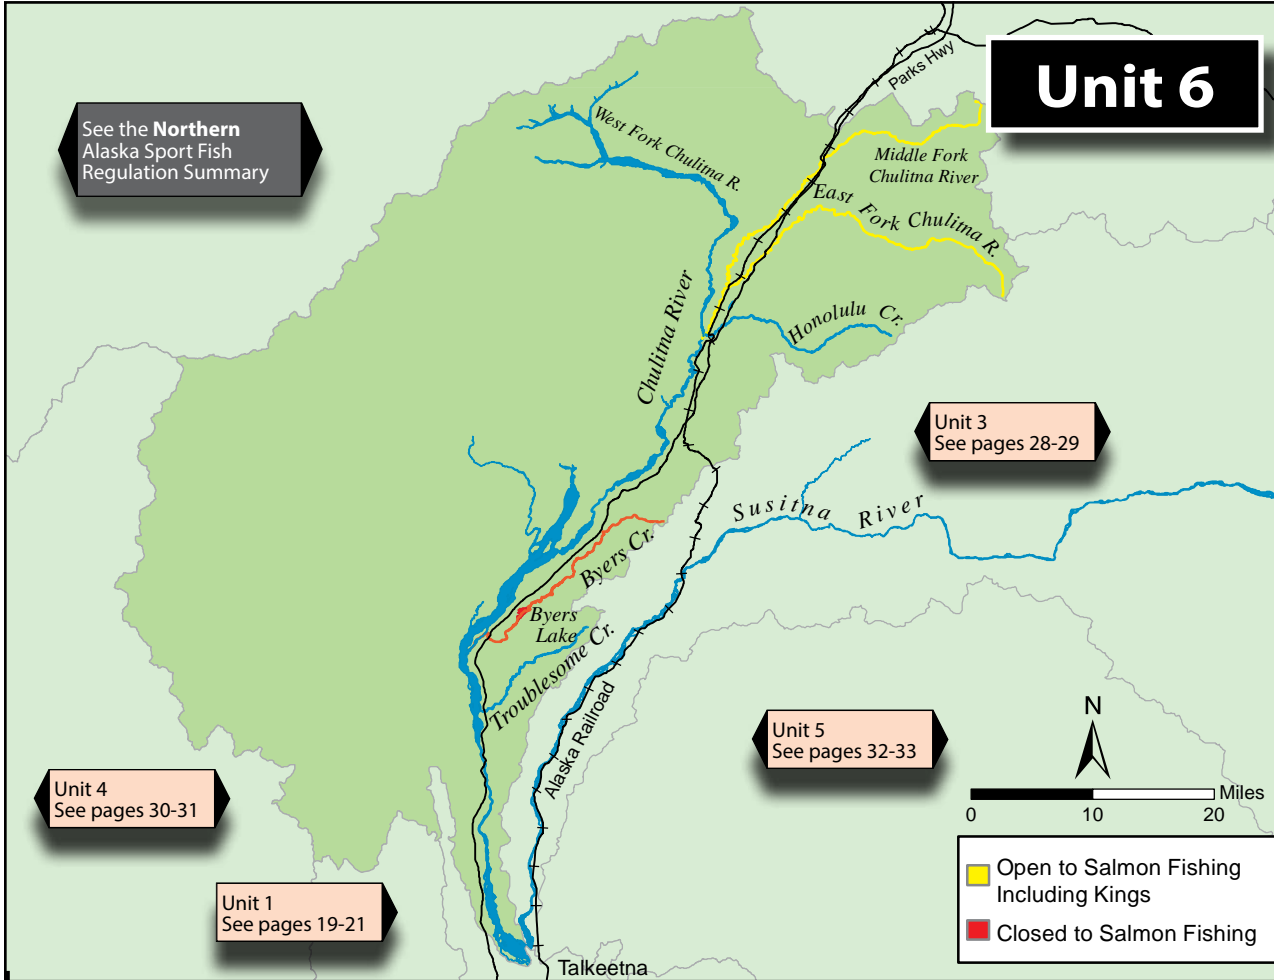 Unit 6
Parks Hwy
See the Northern
Alaska Sport Fish
Regulation Summary
West Fork Chulitna R.
Middle Fork
Chulitna River
East Fork Chulitna R.
Chulitna River
Honolulu Cr.
Unit 3
See pages 28-29
Susitna River
Byers Cr.
Byers
Lake
Troublesome Cr.
Alaska Railroad
Unit 5
See pages 32-33
N
Miles
0 10 20
Unit 4
See pages 30-31
Open to Salmon Fishing
Including Kings
Closed to Salmon Fishing
Unit 1
See pages 19-21
Talkeetna